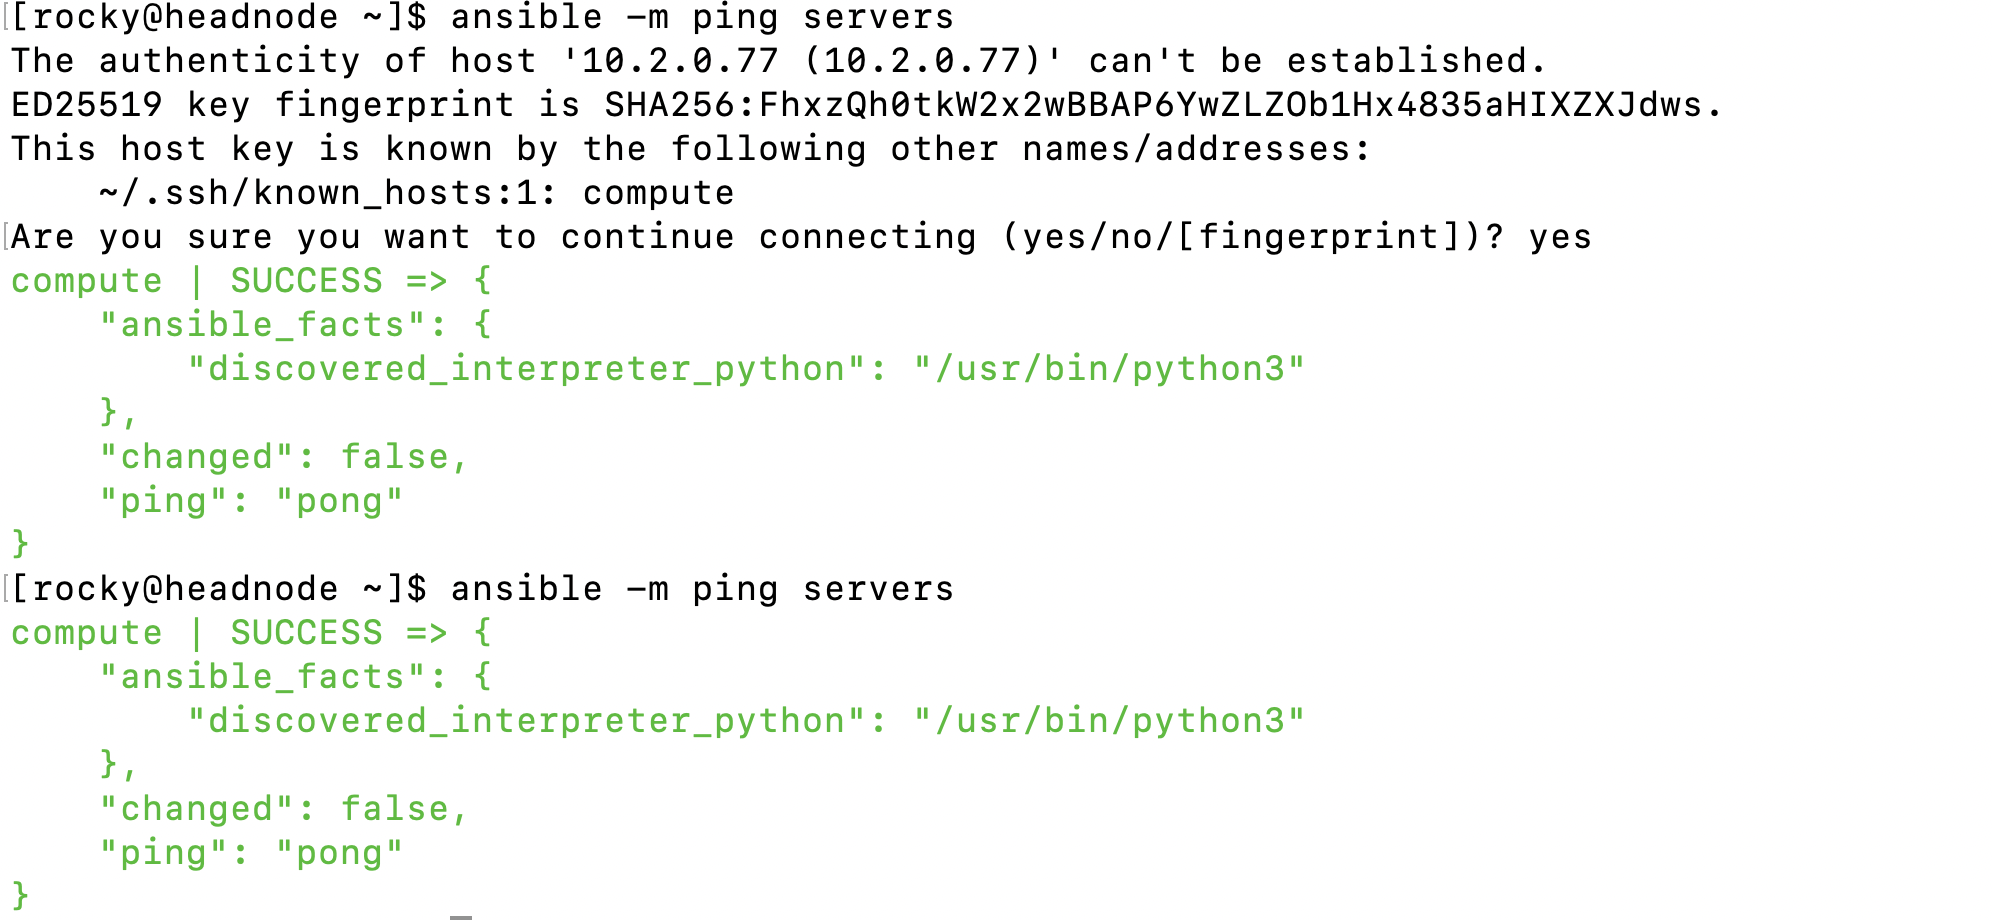 [rocky@headnode ~]$ ansible -m ping servers
The authenticity of host '10.2.0.77 (10.2.0.77)' can't be established.
ED25519 key fingerprint is SHA256:FhxzQh0tkW2x2wBBAP6YwZLZOb1Hx4835aHIXZXJdws.
This host key is known by the following other names/addresses:
    ~/.ssh/known_hosts:1: compute
Are you sure you want to continue connecting (yes/no/[fingerprint])? yes
compute | SUCCESS => {
    "ansible_facts": {
        "discovered_interpreter_python": "/usr/bin/python3"
    },
    "changed": false,
    "ping": "pong"
}
[rocky@headnode ~]$ ansible -m ping servers
compute | SUCCESS => {
    "ansible_facts": {
        "discovered_interpreter_python": "/usr/bin/python3"
    },
    "changed": false,
    "ping": "pong"
}